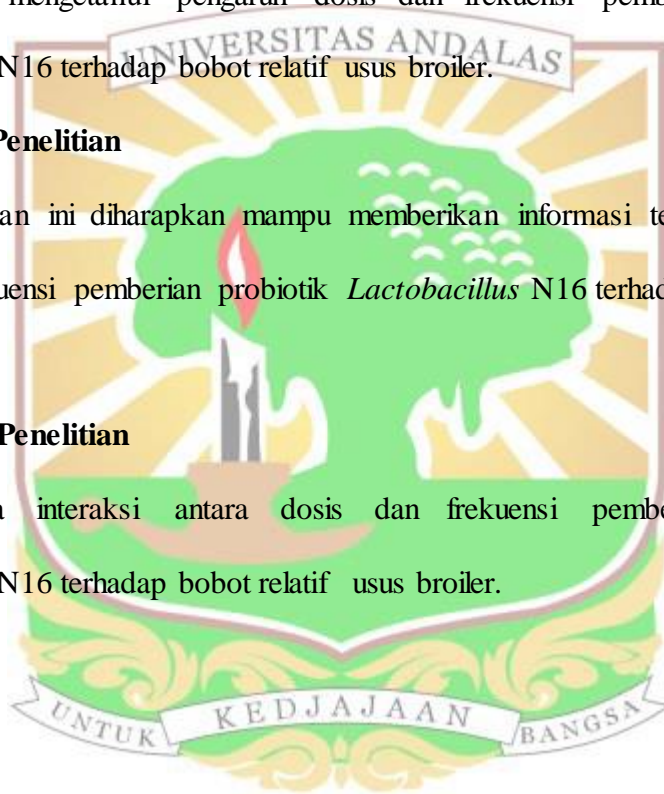 mengetahui pengaruh dosis dan frekuensi pemb
UNIVERSITAS ANDALAS
N16 terhadap bobot relatif usus broiler.
Penelitian
an ini diharapkan mampu memberikan informasi te
uensi pemberian probiotik Lactobacillus N16 terhad
Penelitian
a interaksi antara dosis dan frekuensi pembe
N16 terhadap bobot relatif usus broiler.
UNTUK KEDJAJAAN BANGSA